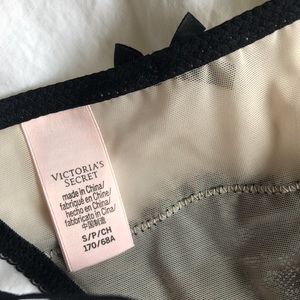 VICTORIA'S
SECRET
made in China/
fabriqué en Chine/
hecho en China/
fabbricato in Cina/
中国制造
S/P/CH
170/68A